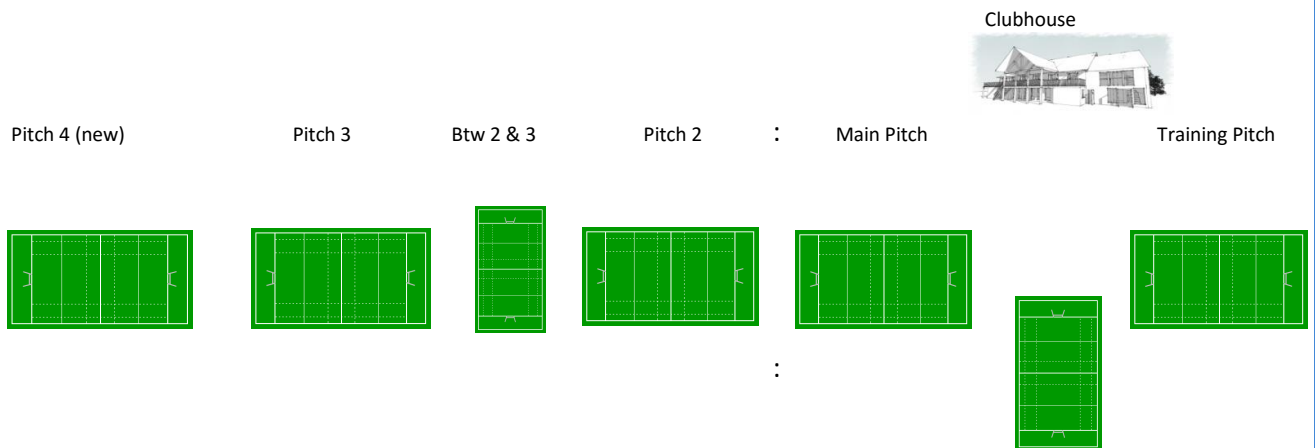 Clubhouse
Pitch 4 (new) Pitch 3 Btw 2 & 3 Pitch 2 : Main Pitch Training Pitch
: